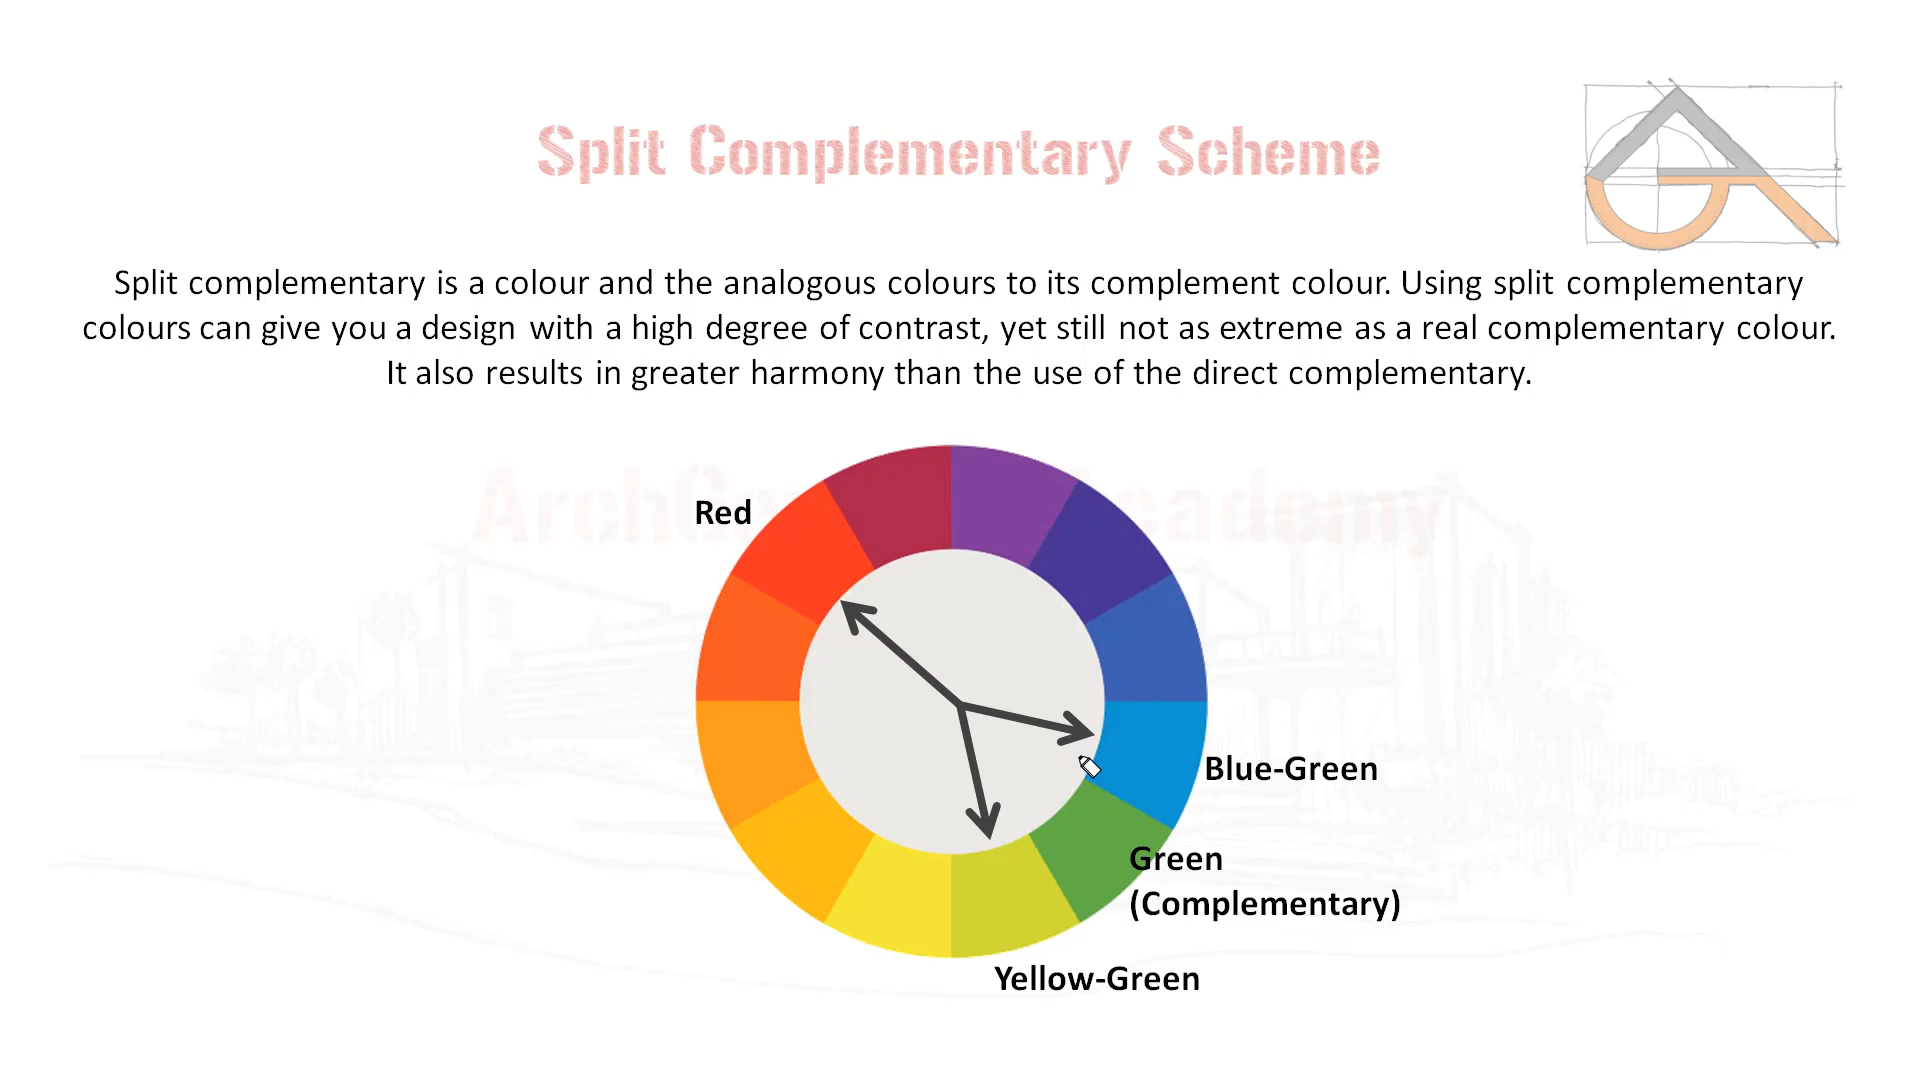 Split Complementary Scheme
Split complementary is a colour and the analogous colours to its complement colour. Using split complementary
colours can give you a design with a high degree of contrast, yet still not as extreme as a real complementary colour.
It also results in greater harmony than the use of the direct complementary.
Red
Blue-Green
Green
(Complementary)
Yellow-Green